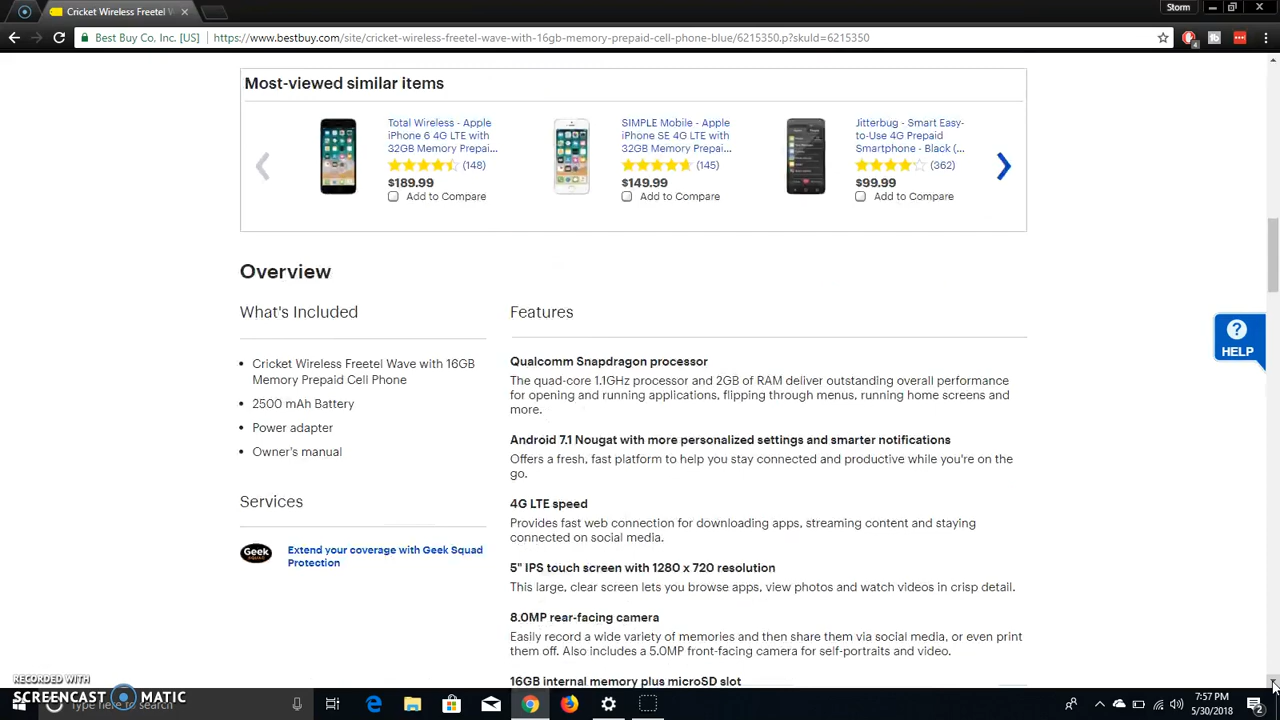 Cricket Wireless Freetel W
Storm
Best Buy Co, Inc. [US]
https://www.bestbuy.com/site/cricket-wireless-freetel-wave-with-16gb-memory-prepaid-cell-phone-blue/6215350.p?skuId=6215350
4
Most-viewed similar items
Total Wireless - Apple
iPhone 6 4G LTE with
32GB Memory Prepai...
(148)
$189.99
Add to Compare
SIMPLE Mobile - Apple
iPhone SE 4G LTE with
32GB Memory Prepai...
(145)
$149.99
Add to Compare
Jitterbug - Smart Easy-
to-Use 4G Prepaid
Smartphone - Black (...
(362)
$99.99
Add to Compare
Overview
What's Included
Cricket Wireless Freetel Wave with 16GB
Memory Prepaid Cell Phone
2500 mAh Battery
Power adapter
Owner's manual
Services
Geek
Extend your coverage with Geek Squad
Protection
Features
Qualcomm Snapdragon processor
The quad-core 1.1GHz processor and 2GB of RAM deliver outstanding overall performance
for opening and running applications, flipping through menus, running home screens and
more.
Android 7.1 Nougat with more personalized settings and smarter notifications
Offers a fresh, fast platform to help you stay connected and productive while you're on the
go.
4G LTE speed
Provides fast web connection for downloading apps, streaming content and staying
connected on social media.
5" IPS touch screen with 1280 x 720 resolution
This large, clear screen lets you browse apps, view photos and watch videos in crisp detail.
8.0MP rear-facing camera
Easily record a wide variety of memories and then share them via social media, or even print
them off. Also includes a 5.0MP front-facing camera for self-portraits and video.
16GB internal memory plus microSD slot
?
HELP
RECORDED WITH
SCREENCAST MATIC
Type here to search
7:57 PM
5/30/2018
2